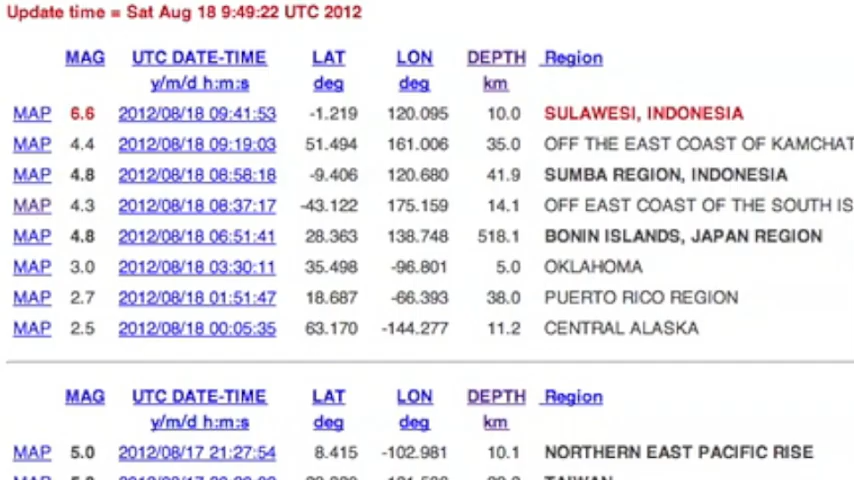 Update time = Sat Aug 18 9:49:22 UTC 2012
MAG UTC DATE-TIME LAT LON DEPTH Region
y/m/d h:m:s deg deg km
MAP 6.6 2012/08/18 09:41:53 -1.219 120.095 10.0 SULAWESI, INDONESIA
MAP 4.4 2012/08/18 09:19:03 51.494 161.006 35.0 OFF THE EAST COAST OF KAMCHAT
MAP 4.8 2012/08/18 08:58:18 -9.406 120.680 41.9 SUMBA REGION, INDONESIA
MAP 4.3 2012/08/18 08:37:17 -43.122 175.159 14.1 OFF EAST COAST OF THE SOUTH IS
MAP 4.8 2012/08/18 06:51:41 28.363 138.748 518.1 BONIN ISLANDS, JAPAN REGION
MAP 3.0 2012/08/18 03:30:11 35.498 -96.801 5.0 OKLAHOMA
MAP 2.7 2012/08/18 01:51:47 18.687 -66.393 38.0 PUERTO RICO REGION
MAP 2.5 2012/08/18 00:05:35 63.170 -144.277 11.2 CENTRAL ALASKA
MAG UTC DATE-TIME LAT LON DEPTH Region
y/m/d h:m:s deg deg km
MAP 5.0 2012/08/17 21:27:54 8.415 -102.981 10.1 NORTHERN EAST PACIFIC RISE
MAP TAIWAN